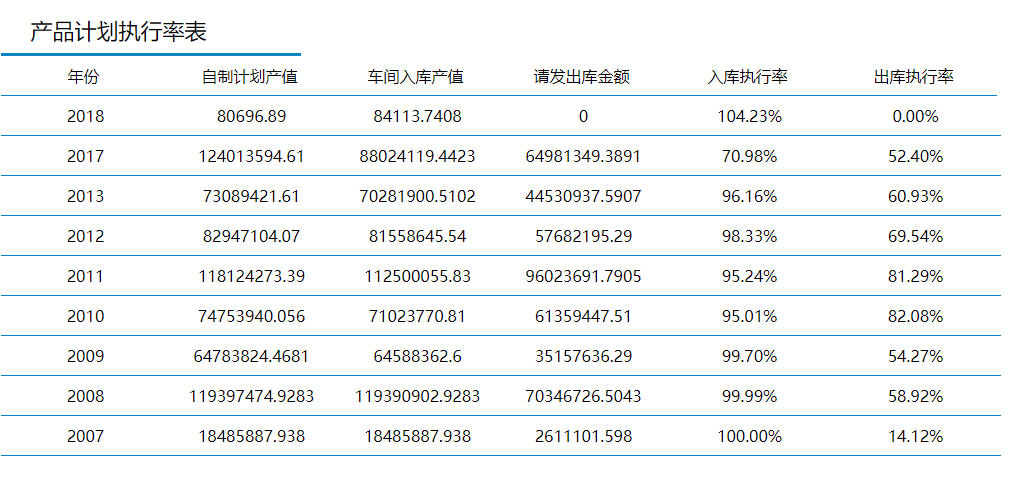 产品计划执行率表
年份 自制计划产值 车间入库产值 请发出库金额 入库执行率 出库执行率
2018 80696.89 84113.7408 0 104.23% 0.00%
2017 124013594.61 88024119.4423 64981349.3891 70.98% 52.40%
2013 73089421.61 70281900.5102 44530937.5907 96.16% 60.93%
2012 82947104.07 81558645.54 57682195.29 98.33% 69.54%
2011 118124273.39 112500055.83 96023691.7905 95.24% 81.29%
2010 74753940.056 71023770.81 61359447.51 95.01% 82.08%
2009 64783824.4681 64588362.6 35157636.29 99.70% 54.27%
2008 119397474.9283 119390902.9283 70346726.5043 99.99% 58.92%
2007 18485887.938 18485887.938 2611101.598 100.00% 14.12%